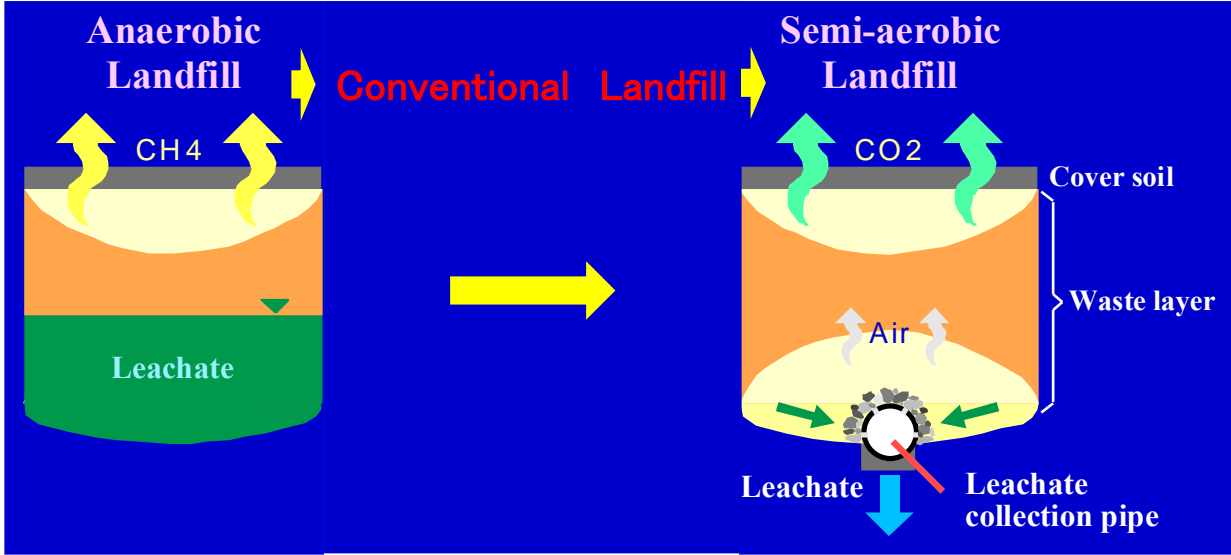 Anaerobic
Landfill
Conventional Landfill
Semi-aerobic
Landfill
CH4
CO2
Cover soil
Waste layer
Air
Leachate
Leachate
Leachate
collection pipe